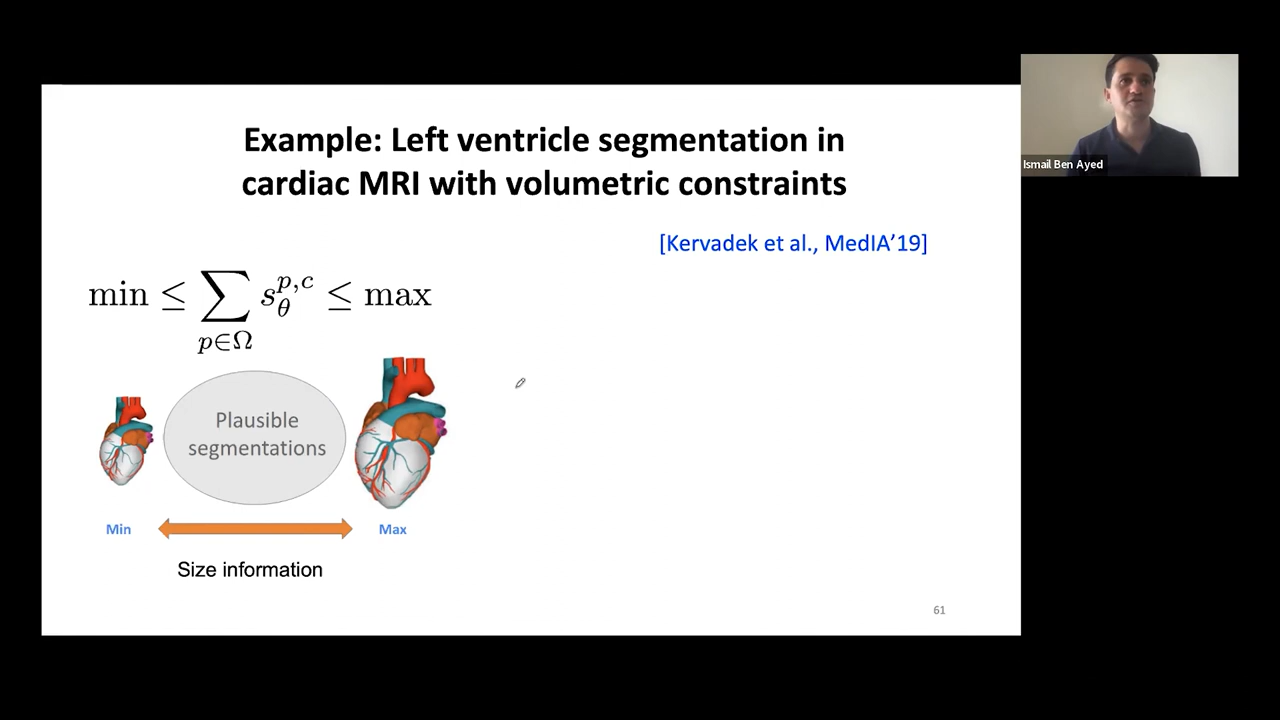 Example: Left ventricle segmentation in
cardiac MRI with volumetric constraints
[Kervadek et al., MedIA'19]
min ≤ ∑_{p∈Ω} s_θ^{p,c} ≤ max
Plausible
segmentations
Min
Max
Size information
61
Ismail Ben Ayed